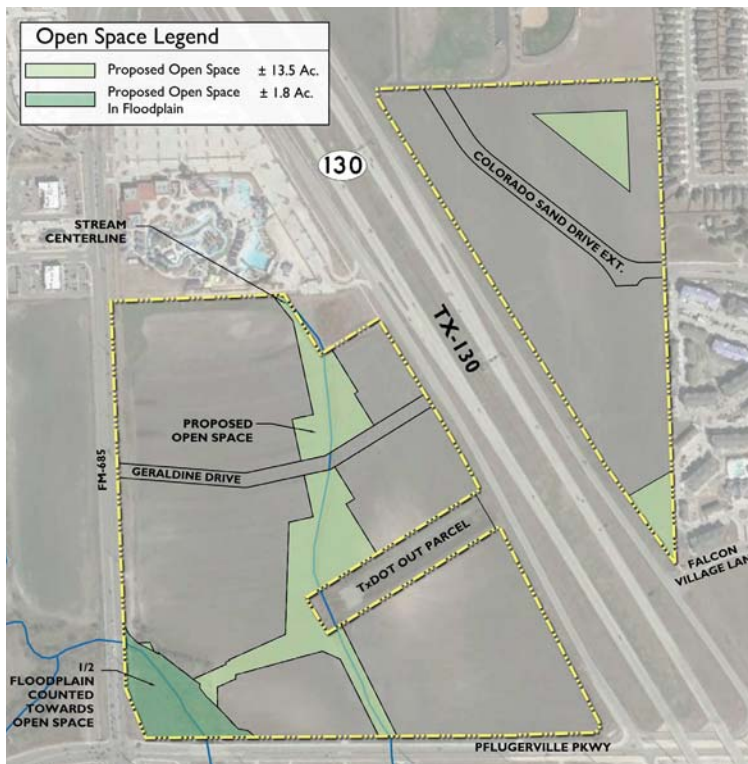 Open Space Legend
Proposed Open Space ± 13.5 Ac.
Proposed Open Space ± 1.8 Ac.
In Floodplain
130
COLORADO SAND DRIVE EXT.
STREAM
CENTERLINE
TX-130
PROPOSED
OPEN SPACE
FM-685
GERALDINE DRIVE
TxDOT OUT PARCEL
FALCON
VILLAGE LAN
1/2
FLOODPLAIN
COUNTED
TOWARDS
OPEN SPACE
PFLUGERVILLE PKWY